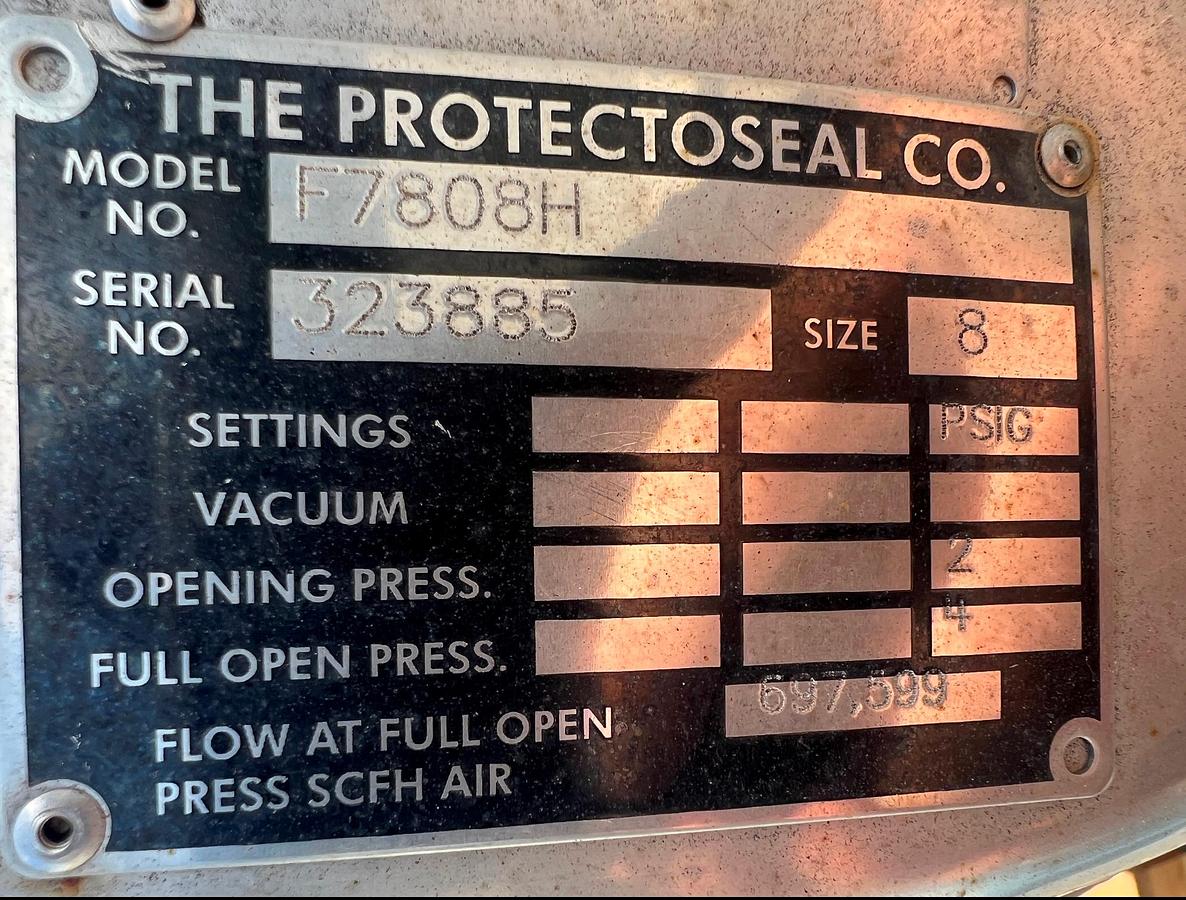 THE PROTECTOSEAL CO.
MODEL NO. F7808H
SERIAL NO. 323885 SIZE 8
SETTINGS PSIG
VACUUM
OPENING PRESS. 2
FULL OPEN PRESS. 4
FLOW AT FULL OPEN 697,599
PRESS SCFH AIR